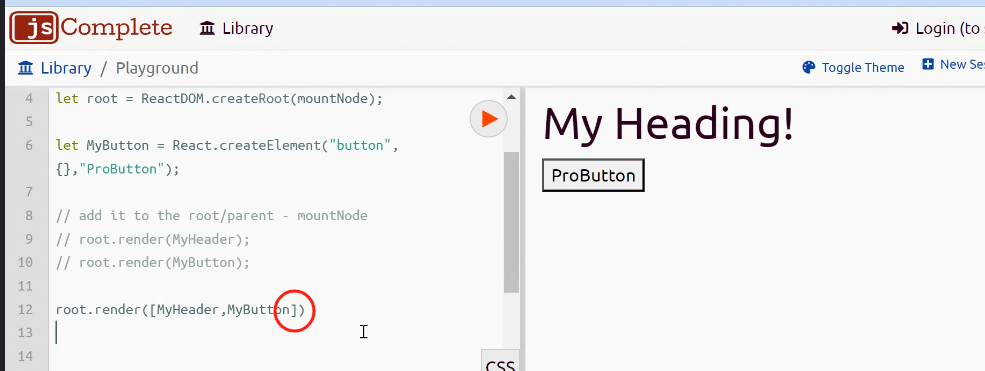 jsComplete Library Login (to
Library / Playground Toggle Theme New Ses
4 let root = ReactDOM.createRoot(mountNode);
5
6 let MyButton = React.createElement("button",
{},"ProButton");
7
8 // add it to the root/parent - mountNode
9 // root.render(MyHeader);
10 // root.render(MyButton);
11
12 root.render([MyHeader,MyButton])
13
14
CSS
My Heading!
ProButton